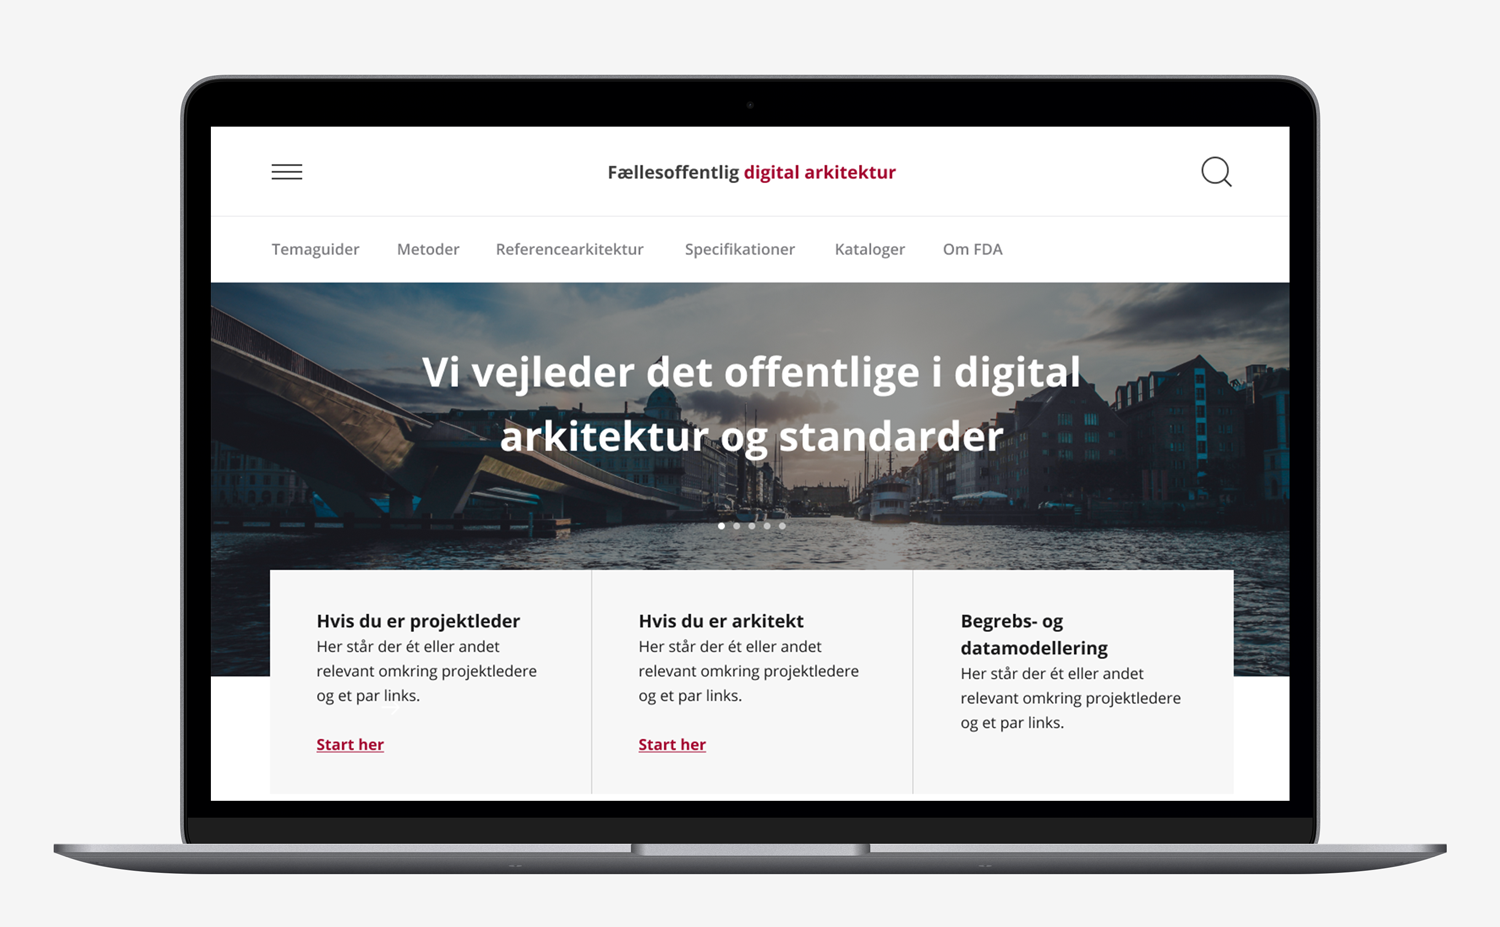 Fællesoffentlig digital arkitektur
Temaguider Metoder Referencearkitektur Specifikationer Kataloger Om FDA
Vi vejleder det offentlige i digital
arkitektur og standarder
Hvis du er projektleder
Her står der ét eller andet
relevant omkring projektledere
og et par links.
Start her
Hvis du er arkitekt
Her står der ét eller andet
relevant omkring projektledere
og et par links.
Start her
Begrebs- og
datamodellering
Her står der ét eller andet
relevant omkring projektledere
og et par links.